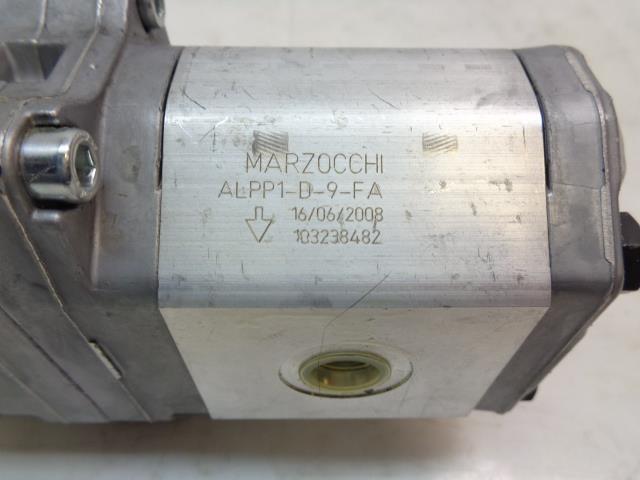 MARZOCCHI
ALPP1-D-9-FA
16/06/2008
103238482